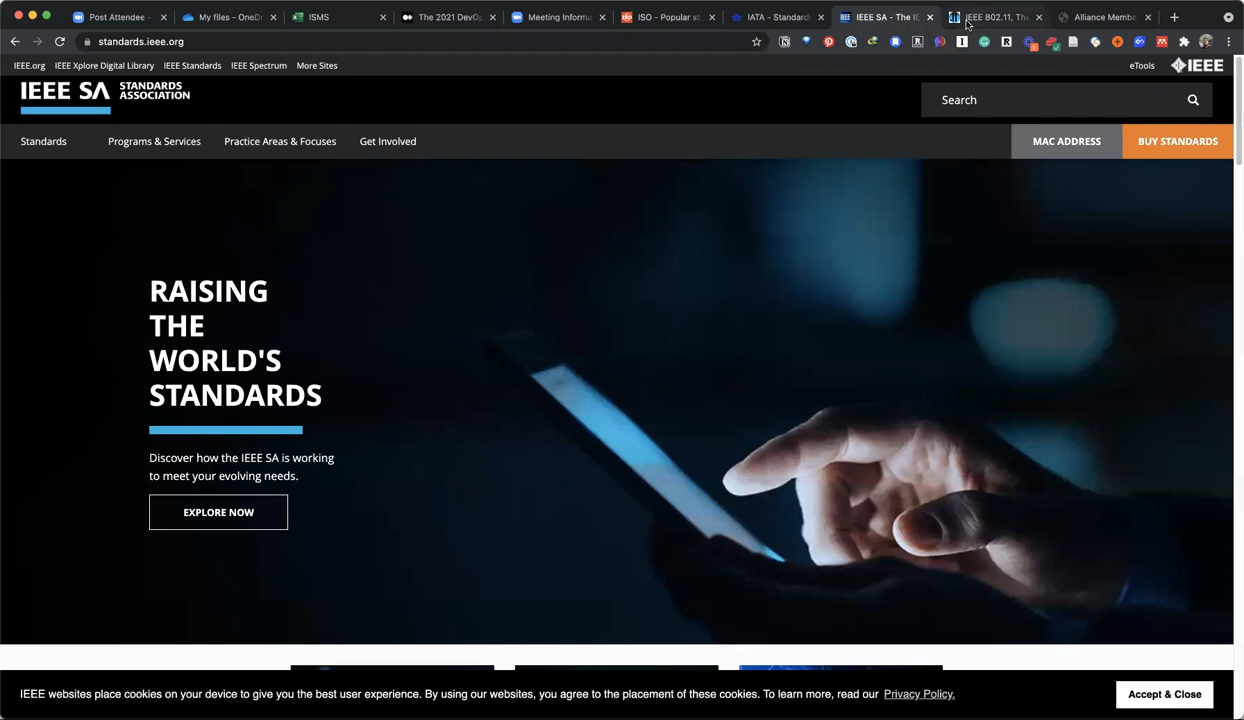 Post Attendee - My files - OneDr ISMS The 2021 DevOp Meeting Informa ISO - Popular st IATA - Standard IEEE SA - The IE IEEE 802.11, The Alliance Membe
standards.ieee.org
IEEE.org IEEE Xplore Digital Library IEEE Standards IEEE Spectrum More Sites eTools IEEE
IEEE SA STANDARDS
ASSOCIATION
Search
Standards Programs & Services Practice Areas & Focuses Get Involved MAC ADDRESS BUY STANDARDS
RAISING
THE
WORLD'S
STANDARDS
Discover how the IEEE SA is working
to meet your evolving needs.
EXPLORE NOW
IEEE websites place cookies on your device to give you the best user experience. By using our websites, you agree to the placement of these cookies. To learn more, read our Privacy Policy. Accept & Close